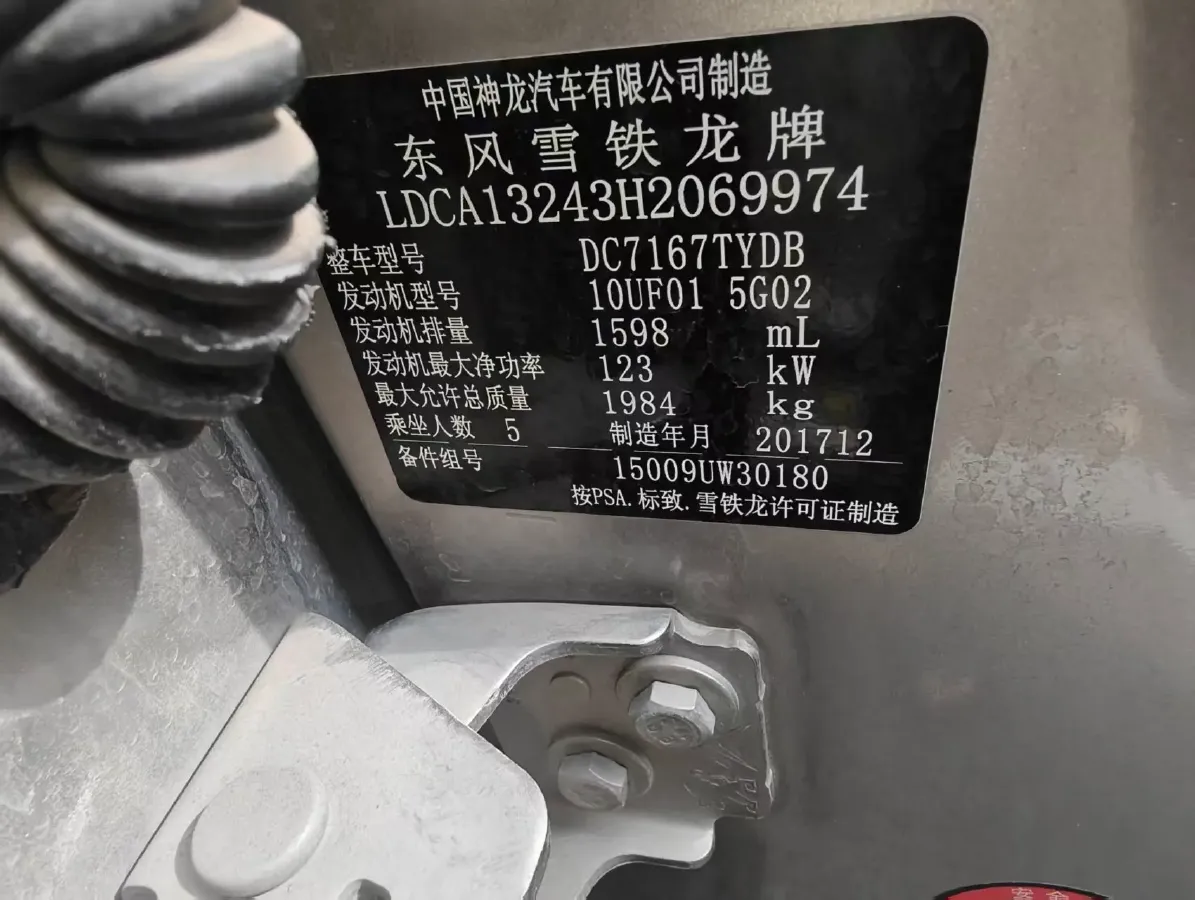 中国神龙汽车有限公司制造
东风雪铁龙牌
LDCA13243H2069974
整车型号 DC7167TYDB
发动机型号 10UF01 5G02
发动机排量 1598 mL
发动机最大净功率 123 kW
最大允许总质量 1984 kg
乘坐人数 5 制造年月 201712
备件组号 15009UW30180
按PSA.标致.雪铁龙许可证制造